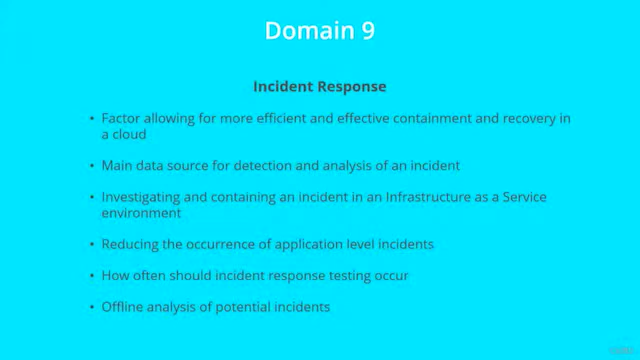 Domain 9
Incident Response
• Factor allowing for more efficient and effective containment and recovery in
a cloud
• Main data source for detection and analysis of an incident
• Investigating and containing an incident in an Infrastructure as a Service
environment
• Reducing the occurrence of application level incidents
• How often should incident response testing occur
• Offline analysis of potential incidents